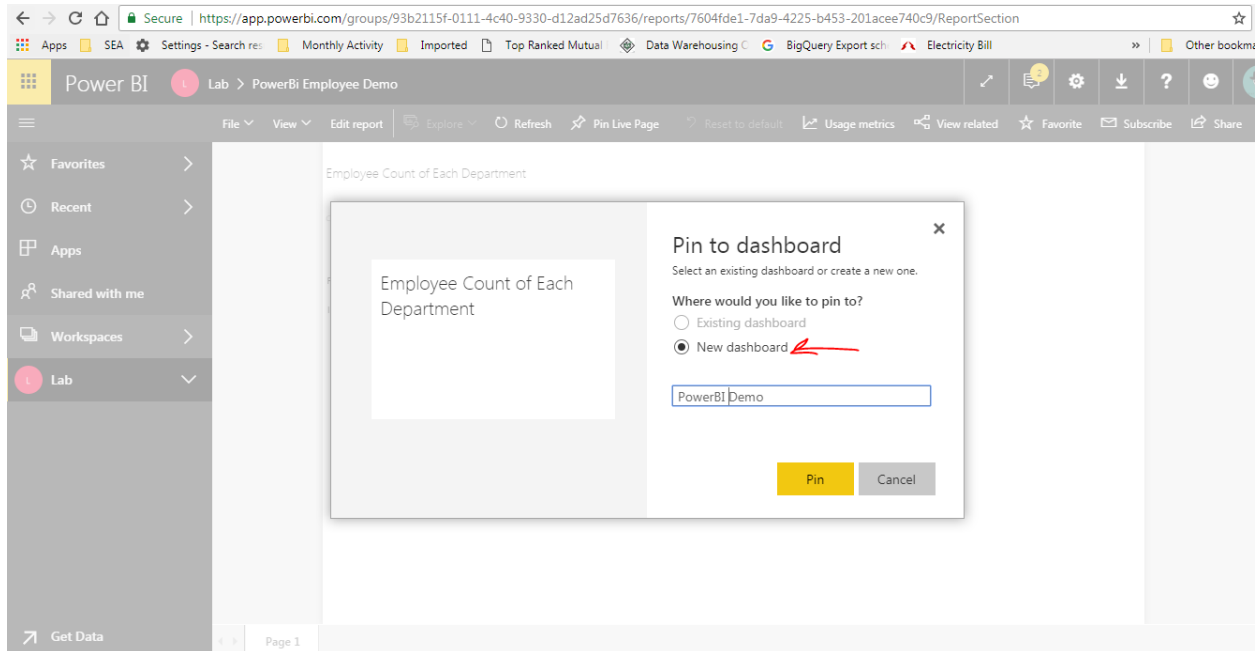 Secure | https://app.powerbi.com/groups/93b2115f-0111-4c40-9330-d12ad25d7636/reports/7604fde1-7da9-4225-b453-201acee740c9/ReportSection
Apps SEA Settings - Search res Monthly Activity Imported Top Ranked Mutual Data Warehousing C G BigQuery Export sch Electricity Bill » Other bookma
Power BI L Lab > PowerBi Employee Demo 2 ?
File View Edit report Explore Refresh Pin Live Page Reset to default Usage metrics View related Favorite Subscribe Share
Favorites
Recent
Apps
Shared with me
Workspaces
L Lab
Get Data
Employee Count of Each Department
Employee Count of Each
Department
Pin to dashboard
Select an existing dashboard or create a new one.
Where would you like to pin to?
Existing dashboard
New dashboard
PowerBI Demo
Pin Cancel
Page 1